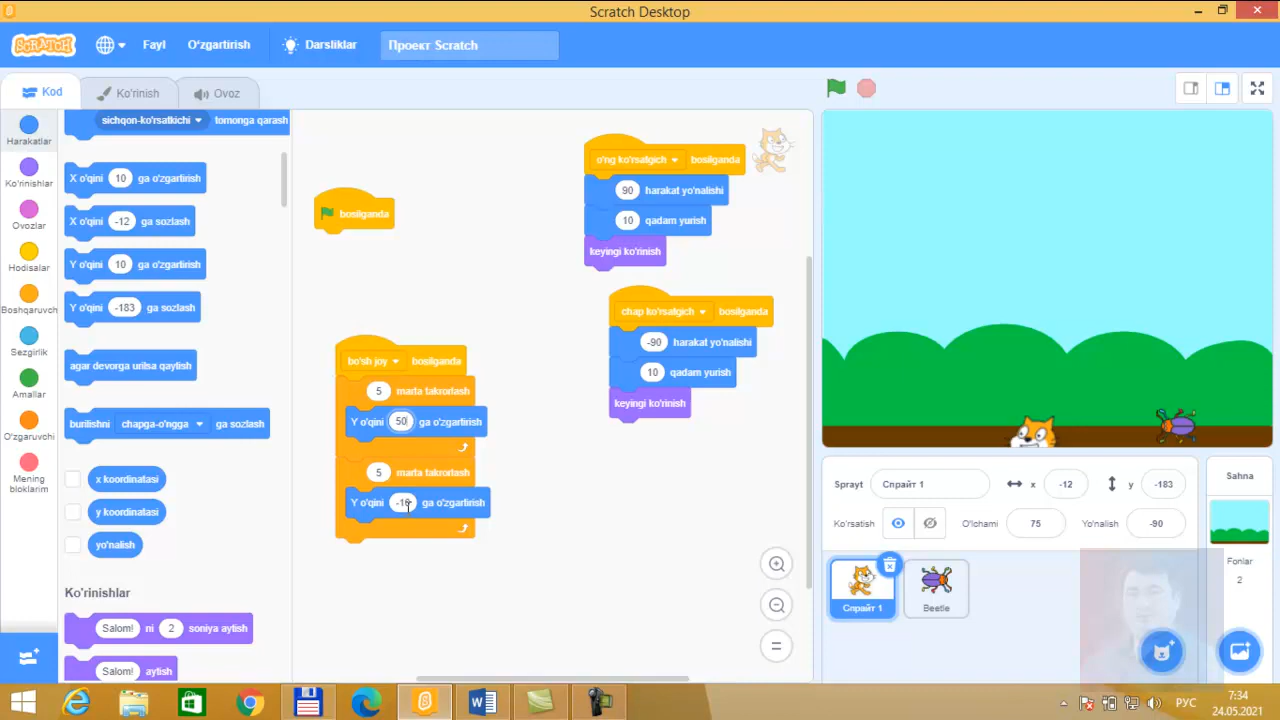 Scratch Desktop
SCRATCH
Fayl
O'zgartirish
Darsliklar
Проект Scratch
Kod
Ko'rinish
Ovoz
Harakatlar
Ko'rinishlar
Ovozlar
Hodisalar
Boshqaruvch
Sezgirlik
Amallar
O'zgaruvchi
Mening
bloklarim
sichqon-ko'rsatkichi tomonga qarash
X o'qini 10 ga o'zgartirish
X o'qini -12 ga sozlash
Y o'qini 10 ga o'zgartirish
Y o'qini -183 ga sozlash
agar devorga urilsa qaytish
burilishni chapga-o'ngga ga sozlash
x koordinatasi
y koordinatasi
yo'nalish
Ko'rinishlar
Salom! ni 2 soniya aytish
Salom! aytish
bosilganda
bo'sh joy bosilganda
5 marta takrorlash
Y o'qini 50 ga o'zgartirish
5 marta takrorlash
Y o'qini -10 ga o'zgartirish
o'ng ko'rsatgich bosilganda
90 harakat yo'nalishi
10 qadam yurish
keyingi ko'rinish
chap ko'rsatgich bosilganda
-90 harakat yo'nalishi
10 qadam yurish
keyingi ko'rinish
Sprayt Спрайт 1 x -12 y -183
Ko'rsatish O'lchami 75 Yo'nalish -90
Спрайт 1
Beetle
Sahna
Fonlar
2
РУС
7:34
24.05.2021